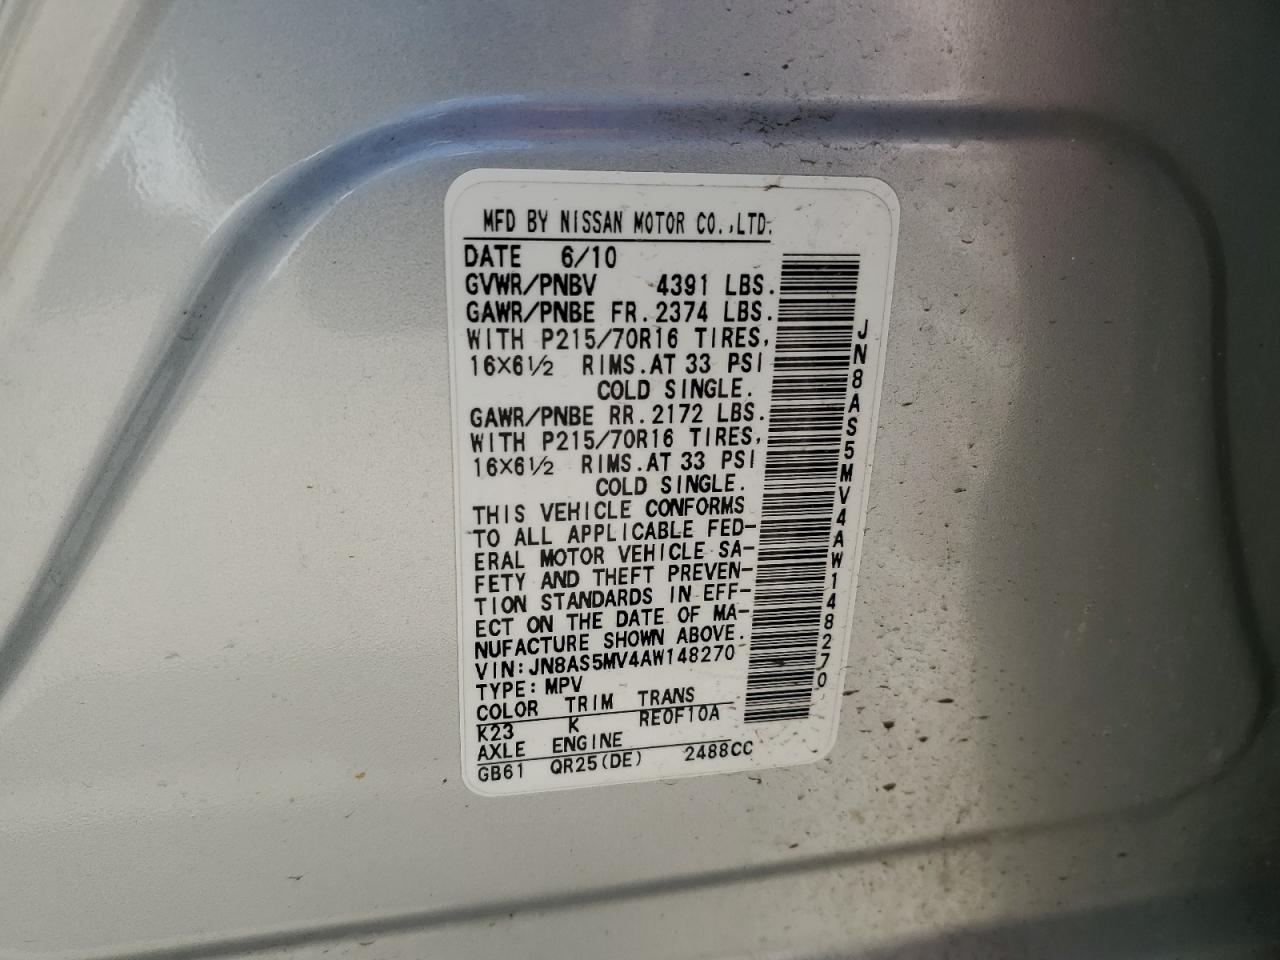 MFD BY NISSAN MOTOR CO.,LTD.
DATE 6/10
GVWR/PNBV 4391 LBS.
GAWR/PNBE FR. 2374 LBS.
WITH P215/70R16 TIRES,
16X6½ RIMS. AT 33 PSI
COLD SINGLE.
GAWR/PNBE RR. 2172 LBS.
WITH P215/70R16 TIRES,
16X6½ RIMS. AT 33 PSI
COLD SINGLE.
THIS VEHICLE CONFORMS
TO ALL APPLICABLE FED-
ERAL MOTOR VEHICLE SA-
FETY AND THEFT PREVEN-
TION STANDARDS IN EFF-
ECT ON THE DATE OF MA-
NUFACTURE SHOWN ABOVE.
VIN: JN8AS5MV4AW148270
TYPE: MPV
COLOR TRIM TRANS
K23 K RE0F10A
AXLE ENGINE
GB61 QR25(DE) 2488CC
JN8AS5MV4AW148270